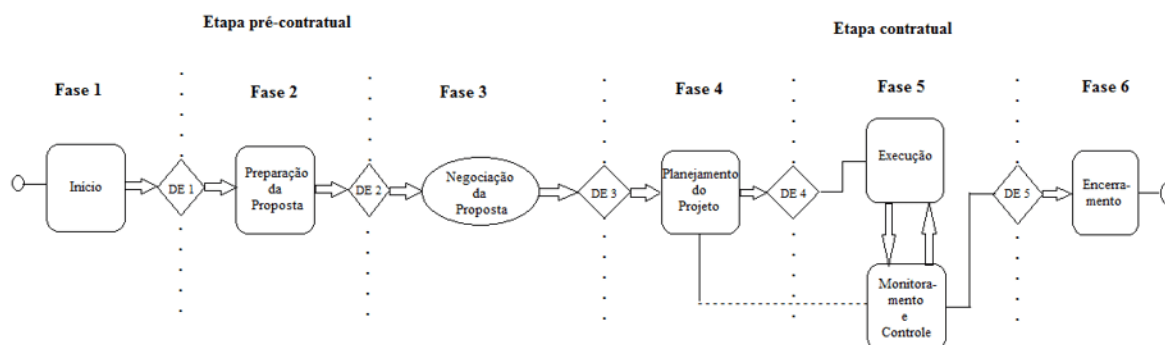 Etapa pré-contratual
Etapa contratual
Fase 1
Fase 2
Fase 3
Fase 4
Fase 5
Fase 6
Inicio
DE 1
Preparação
da
Proposta
DE 2
Negociação
da
Proposta
DE 3
Planejamento
do
Projeto
DE 4
Execução
Monitora-
mento
e
Controle
DE 5
Encerra-
mento